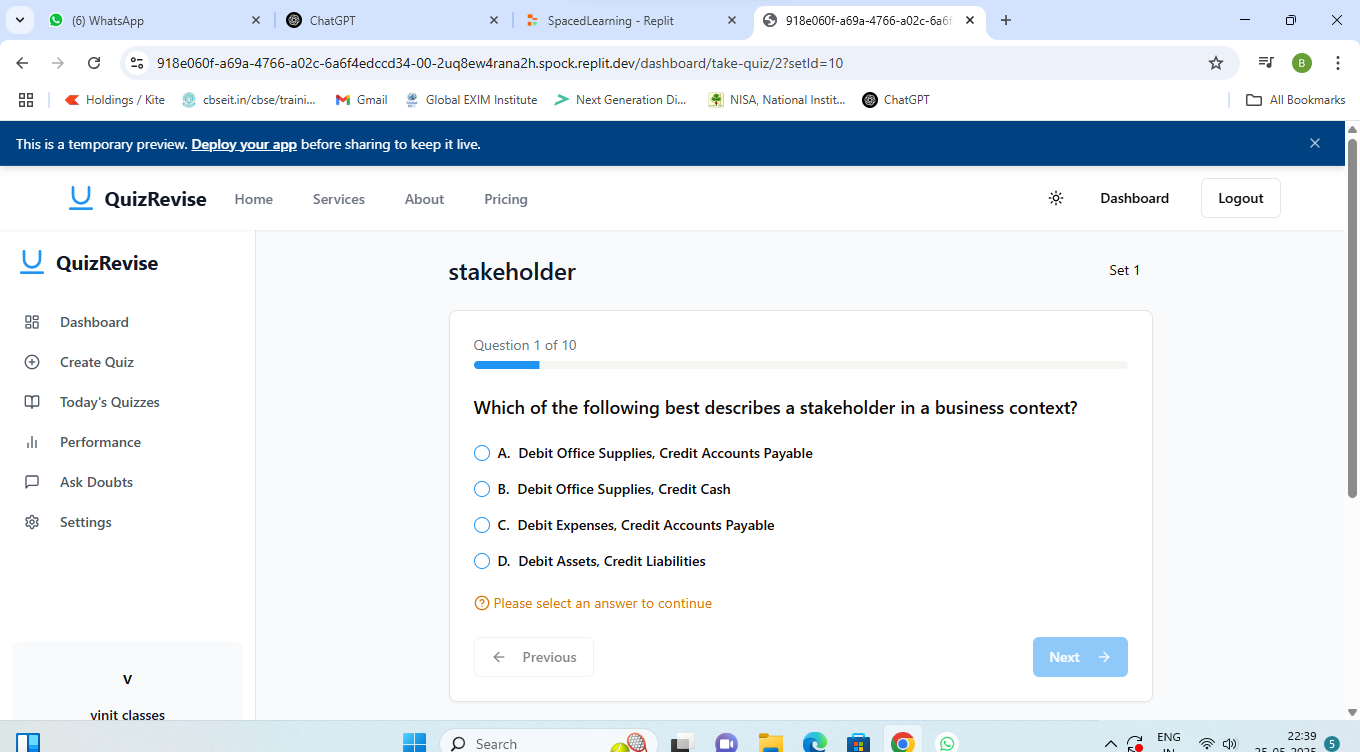 (6) WhatsApp
ChatGPT
SpacedLearning - Replit
918e060f-a69a-4766-a02c-6a6f
918e060f-a69a-4766-a02c-6a6f4edccd34-00-2uq8ew4rana2h.spock.replit.dev/dashboard/take-quiz/2?setId=10
B
Holdings / Kite
cbseit.in/cbse/traini...
Gmail
Global EXIM Institute
Next Generation Di...
NISA, National Instit...
ChatGPT
All Bookmarks
This is a temporary preview. Deploy your app before sharing to keep it live.
QuizRevise
Home
Services
About
Pricing
Dashboard
Logout
QuizRevise
Dashboard
Create Quiz
Today's Quizzes
Performance
Ask Doubts
Settings
v
vinit classes
stakeholder
Set 1
Question 1 of 10
Which of the following best describes a stakeholder in a business context?
A. Debit Office Supplies, Credit Accounts Payable
B. Debit Office Supplies, Credit Cash
C. Debit Expenses, Credit Accounts Payable
D. Debit Assets, Credit Liabilities
Please select an answer to continue
Previous
Next
Search
ENG
IN
22:39
25-05-2025
5